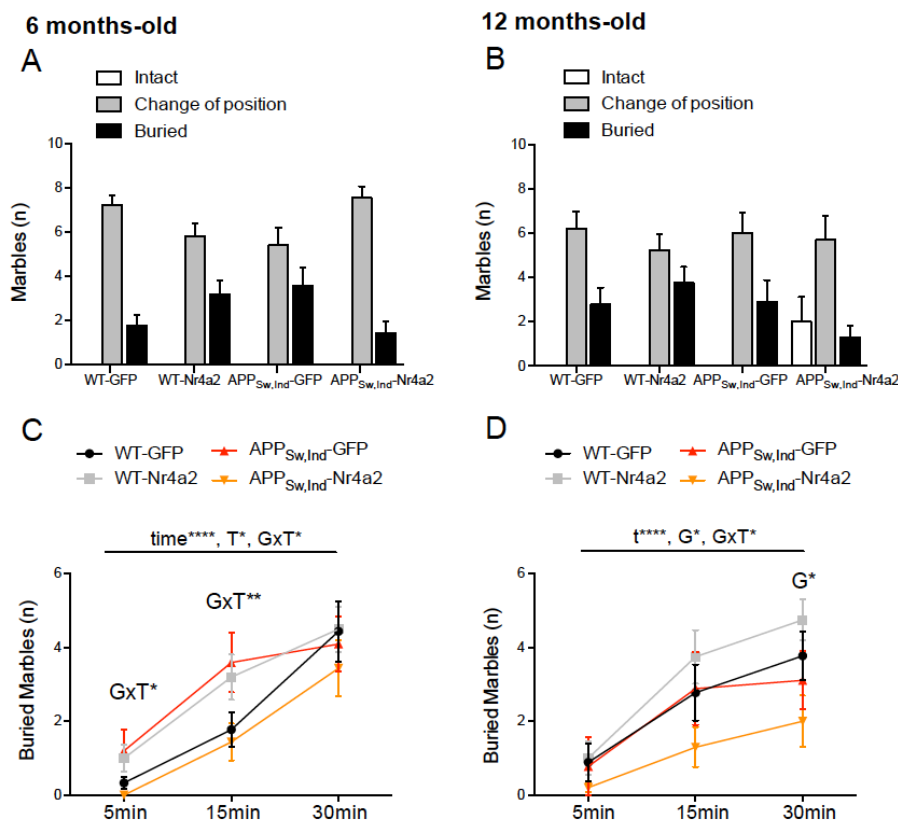 6 months-old
12 months-old
A
Intact
Change of position
Buried
10
8
6
4
2
0
Marbles (n)
WT-GFP WT-Nr4a2 APPSw,Ind-GFP APPSw,Ind-Nr4a2
B
Intact
Change of position
Buried
10
8
6
4
2
0
Marbles (n)
WT-GFP WT-Nr4a2 APPSw,Ind-GFP APPSw,Ind-Nr4a2
C
WT-GFP APPSw,Ind-GFP
WT-Nr4a2 APPSw,Ind-Nr4a2
time****, T*, GxT*
GxT**
GxT*
6
4
2
0
Buried Marbles (n)
5min 15min 30min
D
WT-GFP APPSw,Ind-GFP
WT-Nr4a2 APPSw,Ind-Nr4a2
t****, G*, GxT*
G*
6
4
2
0
Buried Marbles (n)
5min 15min 30min